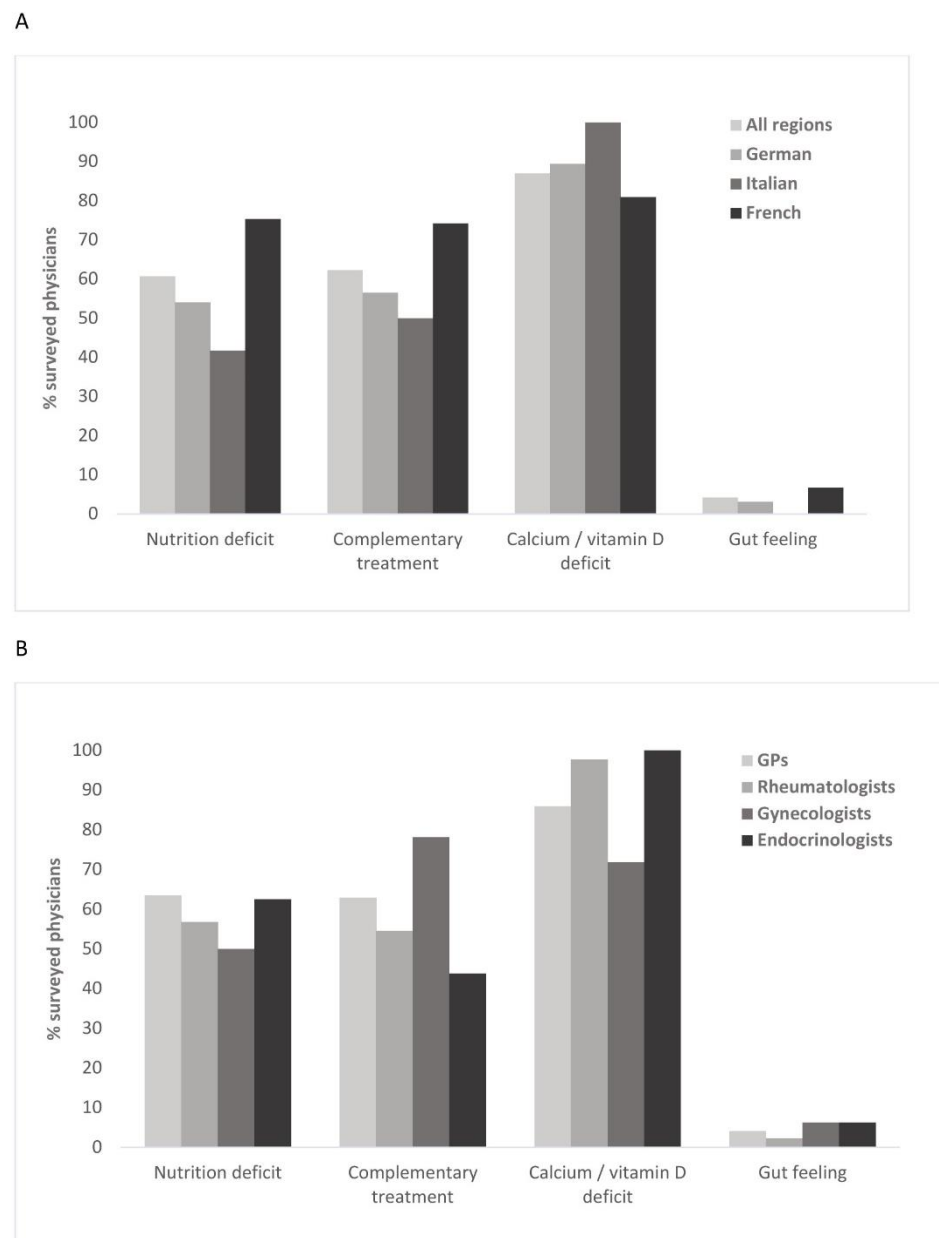 A
% surveyed physicians
100
90
80
70
60
50
40
30
20
10
0
All regions
German
Italian
French
Nutrition deficit
Complementary
treatment
Calcium / vitamin D
deficit
Gut feeling
B
% surveyed physicians
100
90
80
70
60
50
40
30
20
10
0
GPs
Rheumatologists
Gynecologists
Endocrinologists
Nutrition deficit
Complementary
treatment
Calcium / vitamin D
deficit
Gut feeling